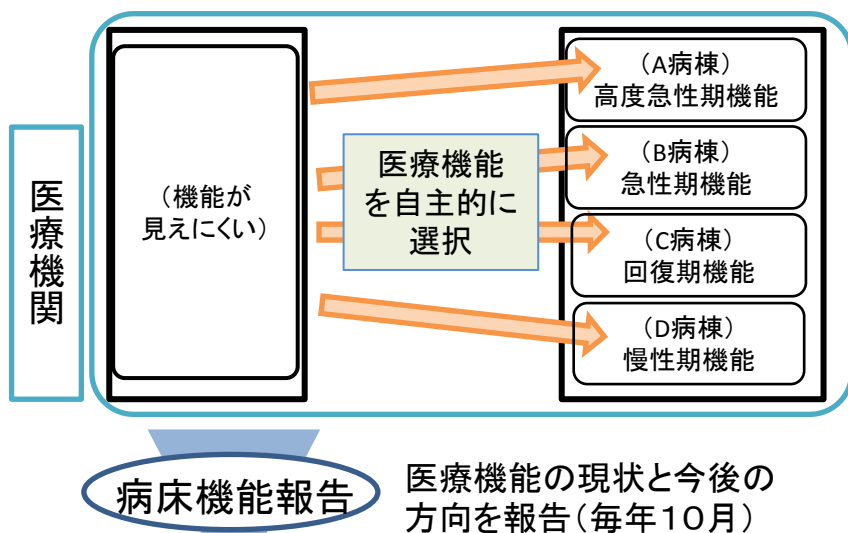 医療機関
（機能が
見えにくい）
医療機能
を自主的に
選択
（A病棟）
高度急性期機能
（B病棟）
急性期機能
（C病棟）
回復期機能
（D病棟）
慢性期機能
病床機能報告
医療機能の現状と今後の
方向を報告（毎年１０月）